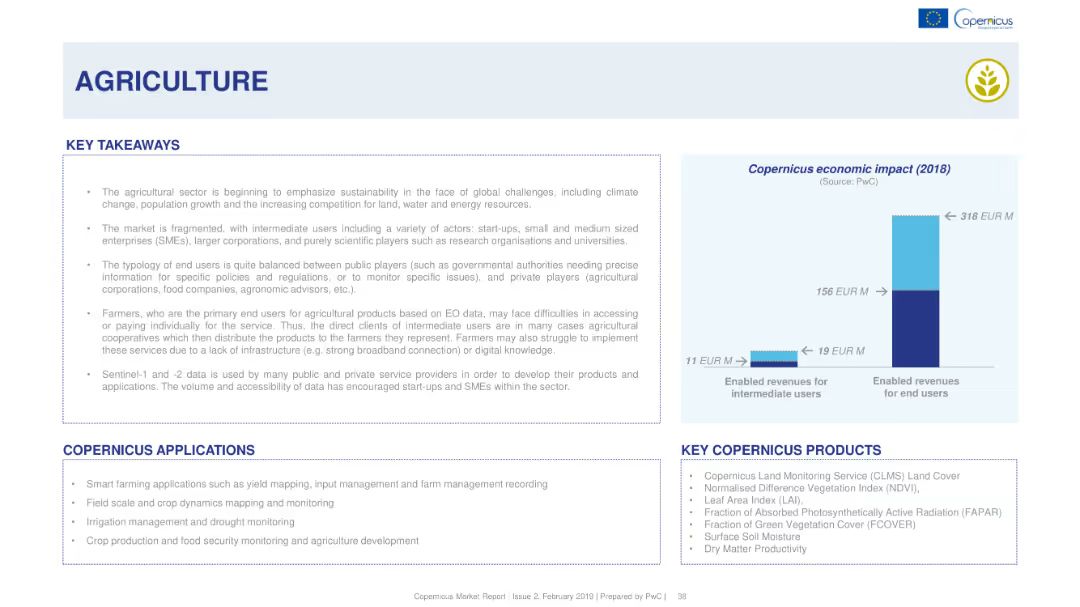 opernicus
AGRICULTURE
KEY TAKEAWAYS
• The agricultural sector is beginning to emphasize sustainability in the face of global challenges, including climate
change, population growth and the increasing competition for land, water and energy resources.
• The market is fragmented, with intermediate users including a variety of actors: start-ups, small and medium sized
enterprises (SMEs), larger corporations, and purely scientific players such as research organisations and universities.
• The typology of end users is quite balanced between public players (such as governmental authorities needing precise
information for specific policies and regulations, or to monitor specific issues), and private players (agricultural
corporations, food companies, agronomic advisors, etc.).
• Farmers, who are the primary end users for agricultural products based on EO data, may face difficulties in accessing
or paying individually for the service. Thus, the direct clients of intermediate users are in many cases agricultural
cooperatives which then distribute the products to the farmers they represent. Farmers may also struggle to implement
these services due to a lack of infrastructure (e.g. strong broadband connection) or digital knowledge.
• Sentinel-1 and -2 data is used by many public and private service providers in order to develop their products and
applications. The volume and accessibility of data has encouraged start-ups and SMEs within the sector.
Copernicus economic impact (2018)
(Source: PwC)
318 EUR M
156 EUR M
19 EUR M
11 EUR M
Enabled revenues for
intermediate users
Enabled revenues
for end users
COPERNICUS APPLICATIONS
• Smart farming applications such as yield mapping, input management and farm management recording
• Field scale and crop dynamics mapping and monitoring
• Irrigation management and drought monitoring
• Crop production and food security monitoring and agriculture development
KEY COPERNICUS PRODUCTS
• Copernicus Land Monitoring Service (CLMS) Land Cover
• Normalised Difference Vegetation Index (NDVI),
• Leaf Area Index (LAI),
• Fraction of Absorbed Photosynthetically Active Radiation (FAPAR)
• Fraction of Green Vegetation Cover (FCOVER)
• Surface Soil Moisture
• Dry Matter Productivity
Copernicus Market Report Issue 2, February 2019 | Prepared by PwC | 38